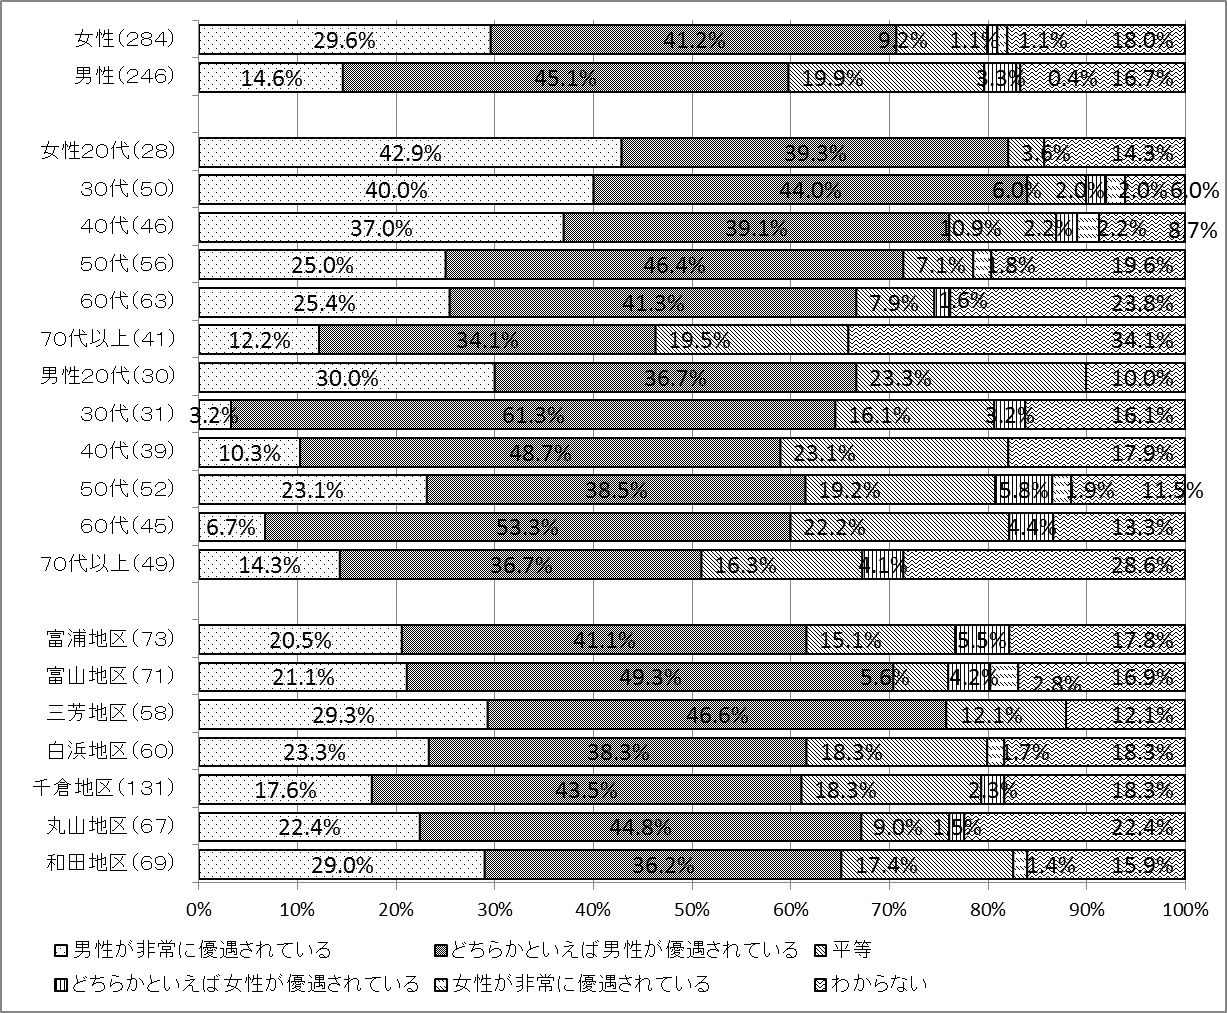 女性(284) 29.6% 41.2% 9.2% 1.1% 1.1% 18.0%
男性(246) 14.6% 45.1% 19.9% 3.3% 0.4% 16.7%
女性20代(28) 42.9% 39.3% 3.6% 14.3%
30代(50) 40.0% 44.0% 6.0% 2.0% 2.0% 6.0%
40代(46) 37.0% 39.1% 10.9% 2.2% 2.2% 8.7%
50代(56) 25.0% 46.4% 7.1% 1.8% 19.6%
60代(63) 25.4% 41.3% 7.9% 1.6% 23.8%
70代以上(41) 12.2% 34.1% 19.5% 34.1%
男性20代(30) 30.0% 36.7% 23.3% 10.0%
30代(31) 3.2% 61.3% 16.1% 3.2% 16.1%
40代(39) 10.3% 48.7% 23.1% 17.9%
50代(52) 23.1% 38.5% 19.2% 5.8% 1.9% 11.5%
60代(45) 6.7% 53.3% 22.2% 4.4% 13.3%
70代以上(49) 14.3% 36.7% 16.3% 4.1% 28.6%
富浦地区(73) 20.5% 41.1% 15.1% 5.5% 17.8%
富山地区(71) 21.1% 49.3% 5.6% 4.2% 2.8% 16.9%
三芳地区(58) 29.3% 46.6% 12.1% 12.1%
白浜地区(60) 23.3% 38.3% 18.3% 1.7% 18.3%
千倉地区(131) 17.6% 43.5% 18.3% 2.3% 18.3%
丸山地区(67) 22.4% 44.8% 9.0% 1.5% 22.4%
和田地区(69) 29.0% 36.2% 17.4% 1.4% 15.9%
0% 10% 20% 30% 40% 50% 60% 70% 80% 90% 100%
男性が非常に優遇されている どちらかといえば男性が優遇されている 平等
どちらかといえば女性が優遇されている 女性が非常に優遇されている わからない